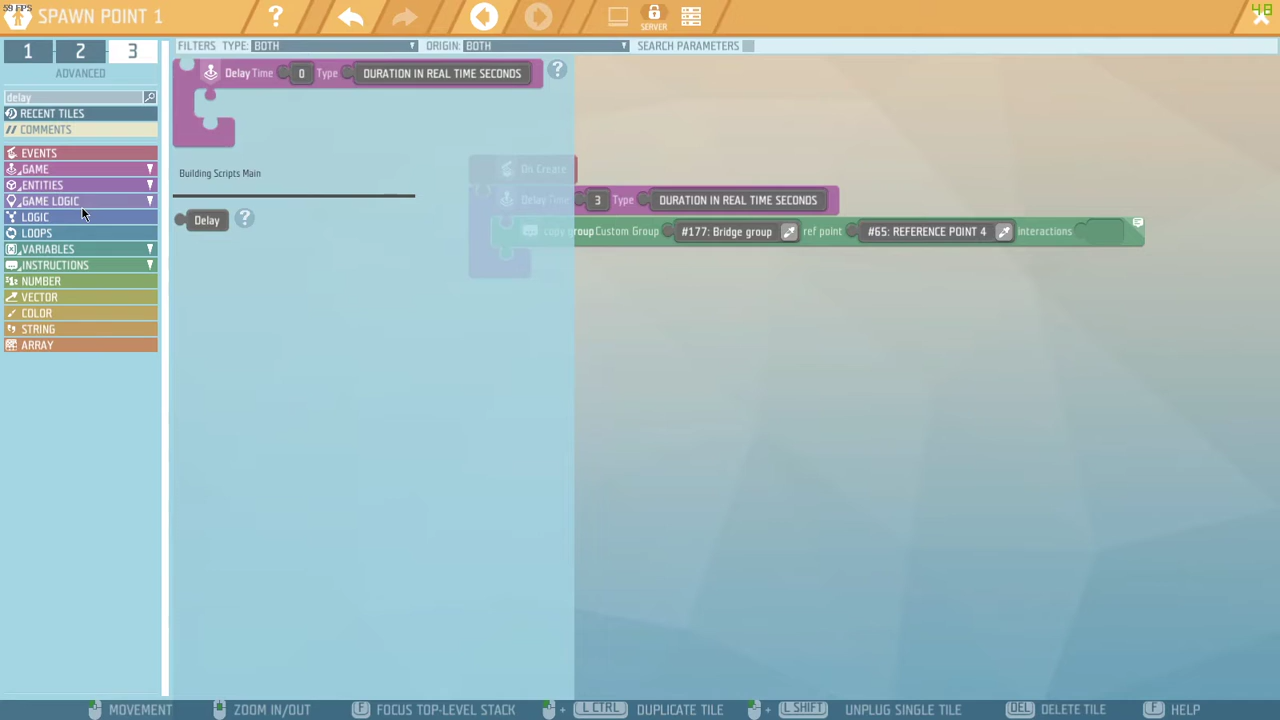 59 FPS
48
SPAWN POINT 1
?
SERVER
1 2 3
FILTERS TYPE: BOTH ORIGIN: BOTH SEARCH PARAMETERS
ADVANCED
Delay Time 0 Type DURATION IN REAL TIME SECONDS ?
delay
RECENT TILES
// COMMENTS
EVENTS
On Create
GAME
Building Scripts Main
ENTITIES
GAME LOGIC
Delay Time 3 Type DURATION IN REAL TIME SECONDS
LOGIC
Delay ?
LOOPS
copy group Custom Group #177: Bridge group ref point #65: REFERENCE POINT 4 interactions
VARIABLES
INSTRUCTIONS
NUMBER
VECTOR
COLOR
STRING
ARRAY
MOVEMENT ZOOM IN/OUT F FOCUS TOP-LEVEL STACK + L CTRL DUPLICATE TILE + L SHIFT UNPLUG SINGLE TILE DEL DELETE TILE F HELP